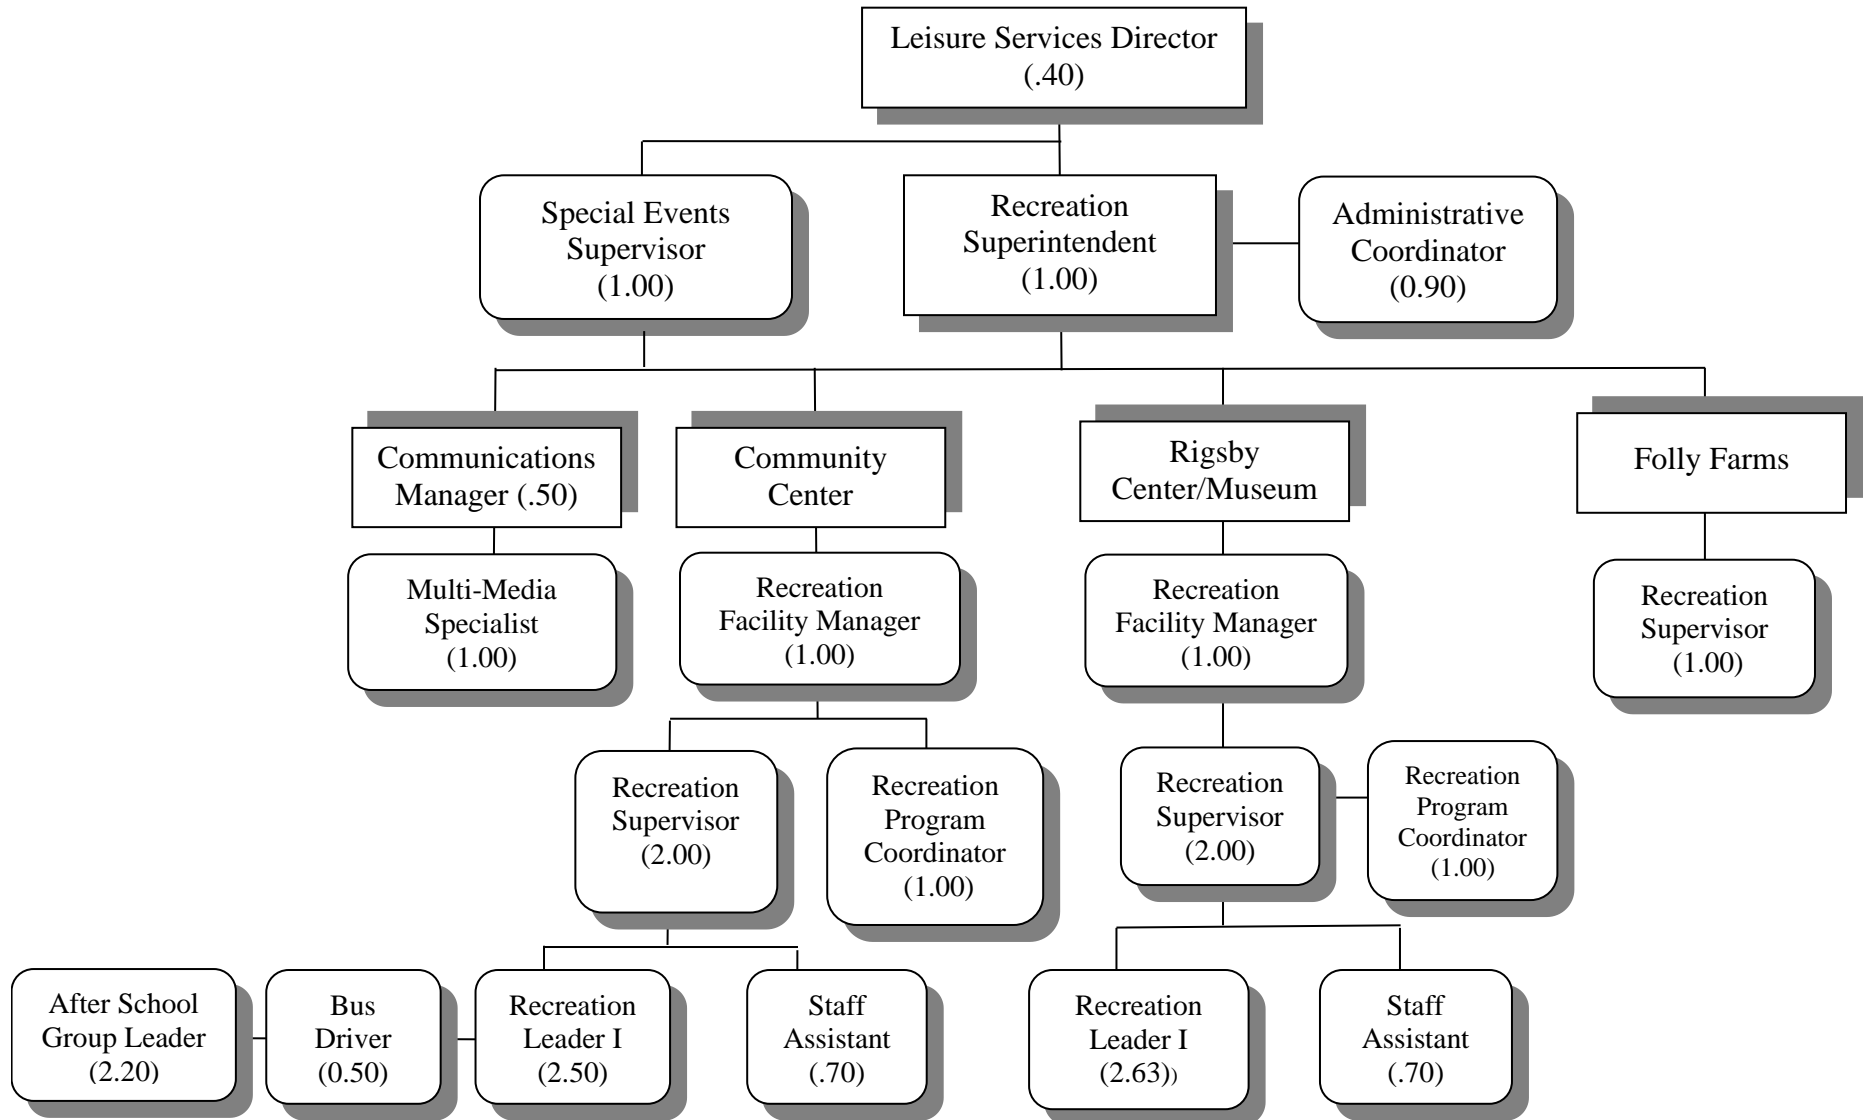 Leisure Services Director
(.40)
Special Events
Supervisor
(1.00)
Recreation
Superintendent
(1.00)
Administrative
Coordinator
(0.90)
Communications
Manager (.50)
Community
Center
Rigsby
Center/Museum
Folly Farms
Multi-Media
Specialist
(1.00)
Recreation
Facility Manager
(1.00)
Recreation
Facility Manager
(1.00)
Recreation
Supervisor
(1.00)
Recreation
Supervisor
(2.00)
Recreation
Program
Coordinator
(1.00)
Recreation
Supervisor
(2.00)
Recreation
Program
Coordinator
(1.00)
After School
Group Leader
(2.20)
Bus
Driver
(0.50)
Recreation
Leader I
(2.50)
Staff
Assistant
(.70)
Recreation
Leader I
(2.63))
Staff
Assistant
(.70)